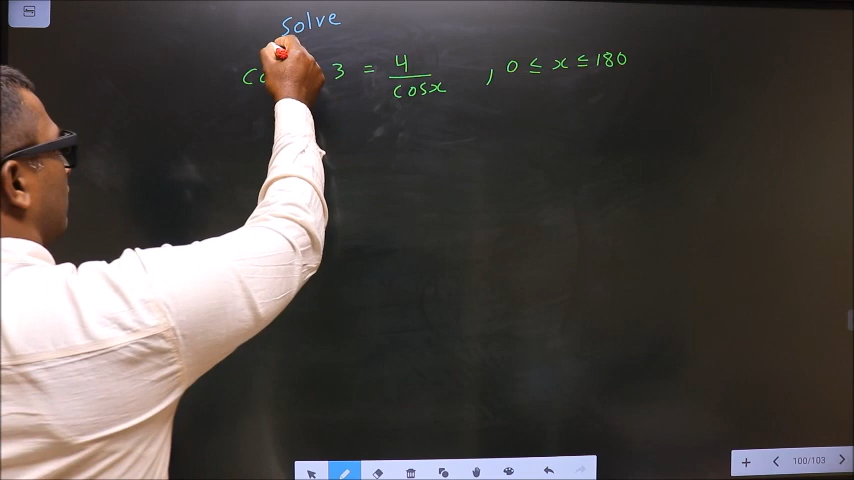 Solve
3 = 4/cosx , 0 ≤ x ≤ 180
100/103